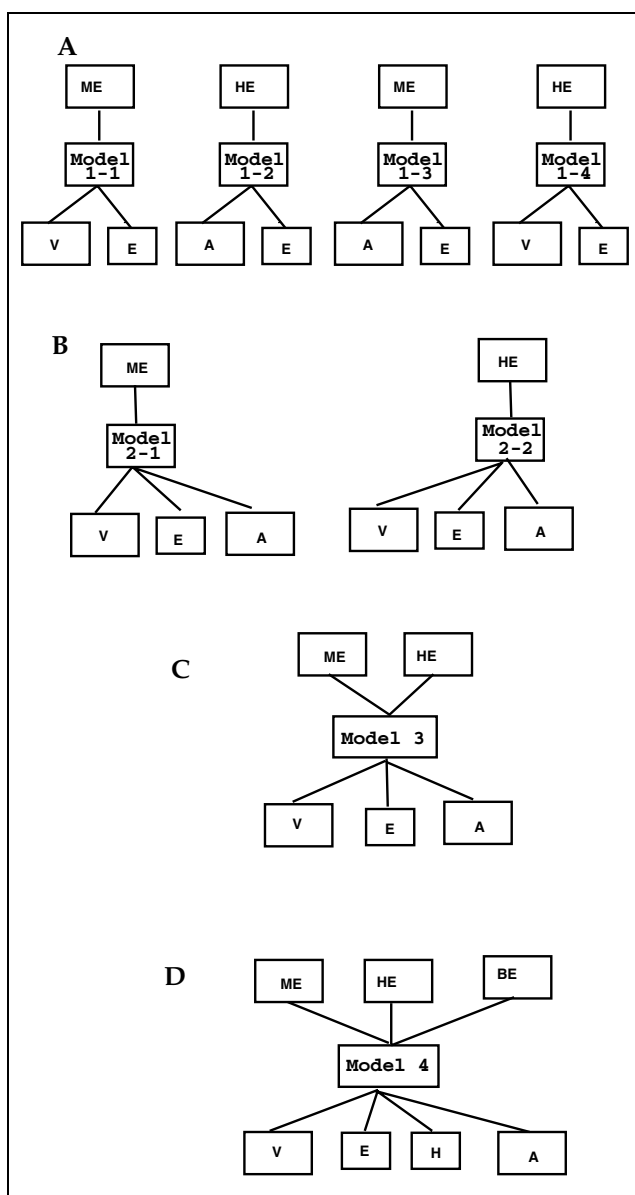 A
ME HE ME HE
Model Model Model Model
1-1 1-2 1-3 1-4
V E A E A E V E
B
ME HE
Model Model
2-1 2-2
V E A V E A
C
ME HE
Model 3
V E A
D
ME HE BE
Model 4
V E H A